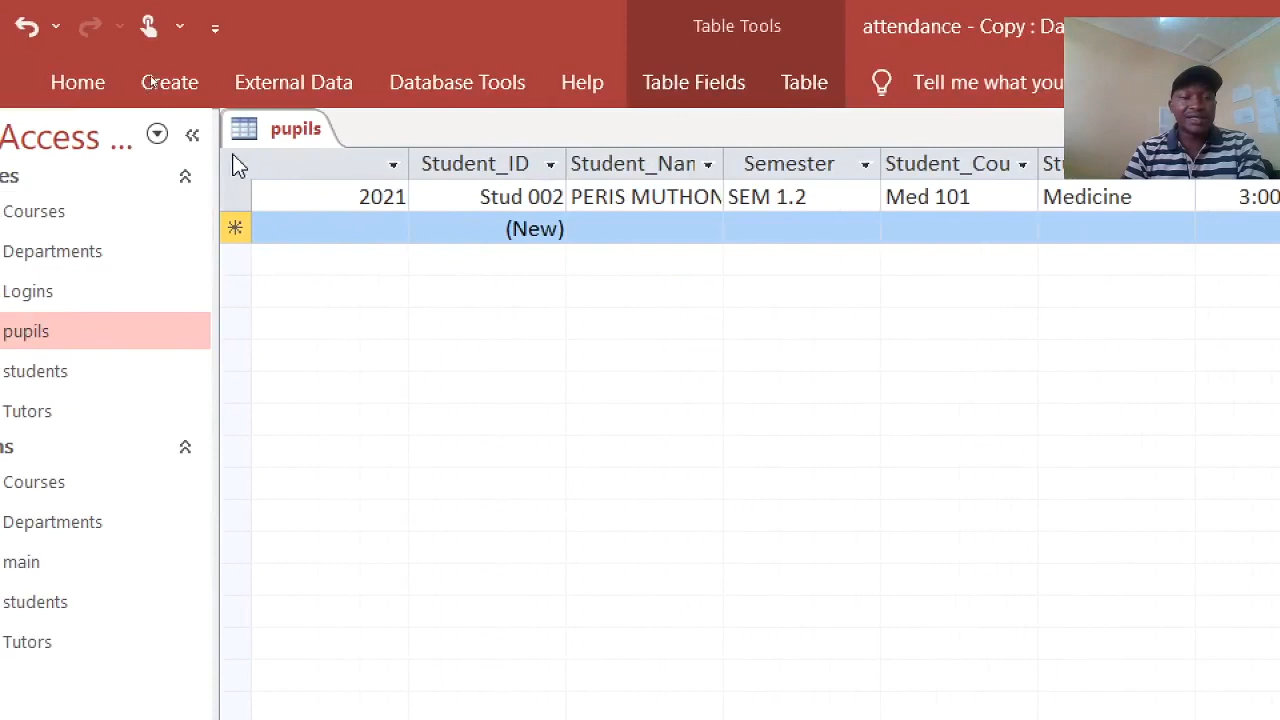 Table Tools
attendance - Copy : Da
Home
Create
External Data
Database Tools
Help
Table Fields
Table
Tell me what you
Access ...
es
Courses
Departments
Logins
pupils
students
Tutors
ns
Courses
Departments
main
students
Tutors
pupils
Student_ID
Student_Nan
Semester
Student_Cou
St
2021
Stud 002
PERIS MUTHON
SEM 1.2
Med 101
Medicine
3:00
(New)